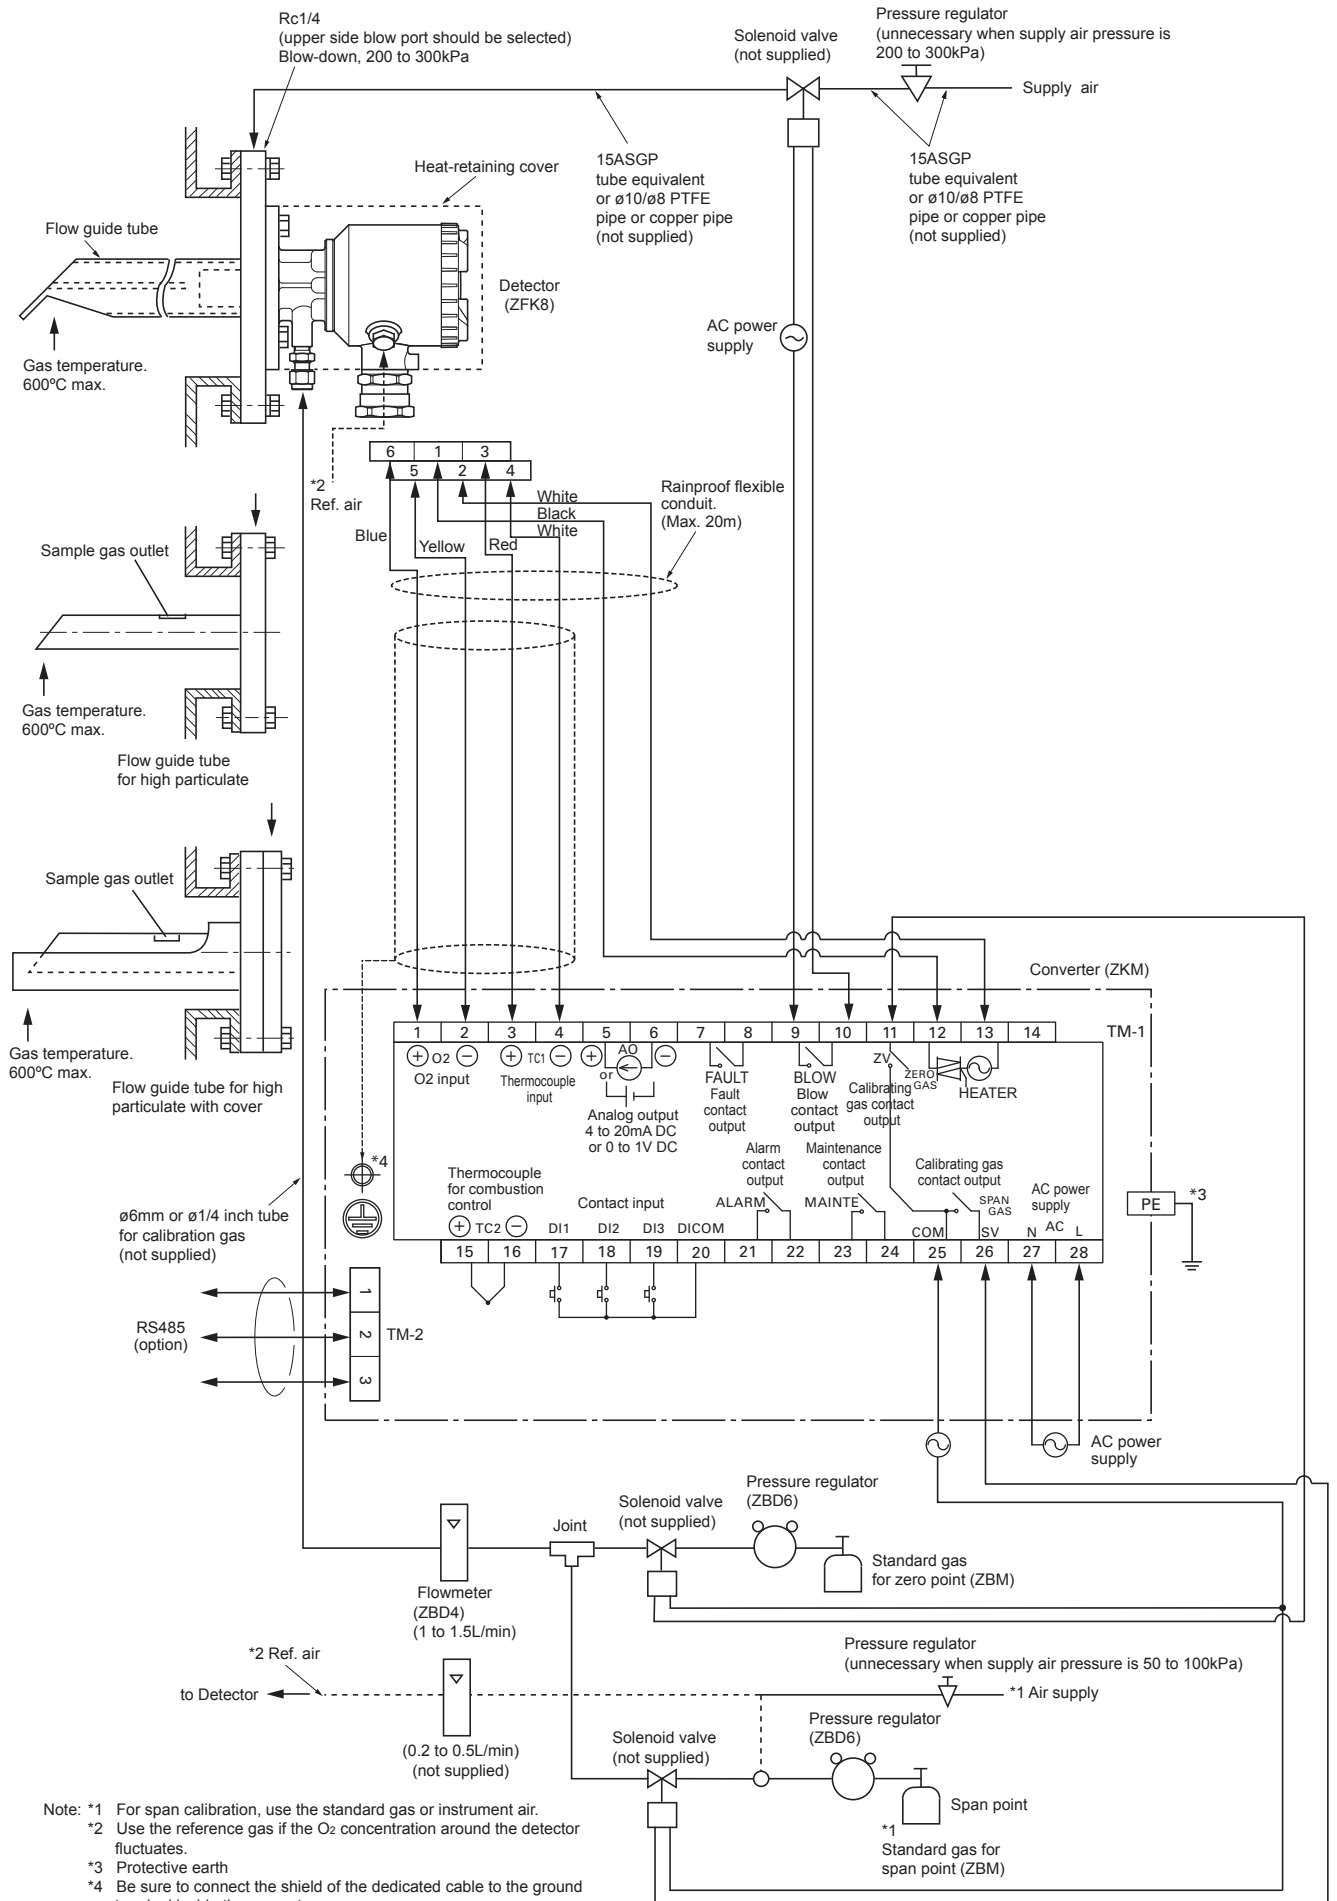 Rc1/4
(upper side blow port should be selected)
Blow-down, 200 to 300kPa
Solenoid valve
(not supplied)
Pressure regulator
(unnecessary when supply air pressure is
200 to 300kPa)
Supply air
15ASGP
tube equivalent
or ø10/ø8 PTFE
pipe or copper pipe
(not supplied)
15ASGP
tube equivalent
or ø10/ø8 PTFE
pipe or copper pipe
(not supplied)
Heat-retaining cover
Flow guide tube
Detector
(ZFK8)
AC power
supply
Gas temperature.
600ºC max.
6 1 3
5 2 4
*2
Ref. air
White
Black
White
Blue
Yellow
Red
Rainproof flexible
conduit.
(Max. 20m)
Sample gas outlet
Gas temperature.
600ºC max.
Flow guide tube
for high particulate
Sample gas outlet
Gas temperature.
600ºC max.
Flow guide tube for high
particulate with cover
Converter (ZKM)
1 2 3 4 5 6 7 8 9 10 11 12 13 14
TM-1
+ O2 −
O2 input
+ TC1 −
Thermocouple
input
+ AO −
or
Analog output
4 to 20mA DC
or 0 to 1V DC
FAULT
Fault
contact
output
BLOW
Blow
contact
output
ZV
ZERO
GAS
Calibrating
gas contact
output
HEATER
*4
Thermocouple
for combustion
control
+ TC2 −
Contact input
DI1 DI2 DI3 DICOM
Alarm
contact
output
ALARM
Maintenance
contact
output
MAINTE
Calibrating gas
contact output
SPAN
GAS
COM
SV
AC power
supply
N AC L
15 16 17 18 19 20 21 22 23 24 25 26 27 28
PE
*3
ø6mm or ø1/4 inch tube
for calibration gas
(not supplied)
RS485
(option)
1
2
3
TM-2
AC power
supply
Pressure regulator
(ZBD6)
Solenoid valve
(not supplied)
Joint
Standard gas
for zero point (ZBM)
Flowmeter
(ZBD4)
(1 to 1.5L/min)
*2 Ref. air
to Detector
(0.2 to 0.5L/min)
(not supplied)
Pressure regulator
(unnecessary when supply air pressure is 50 to 100kPa)
*1 Air supply
Pressure regulator
(ZBD6)
Solenoid valve
(not supplied)
Span point
*1
Standard gas for
span point (ZBM)
Note: *1 For span calibration, use the standard gas or instrument air.
*2 Use the reference gas if the O2 concentration around the detector
fluctuates.
*3 Protective earth
*4 Be sure to connect the shield of the dedicated cable to the ground